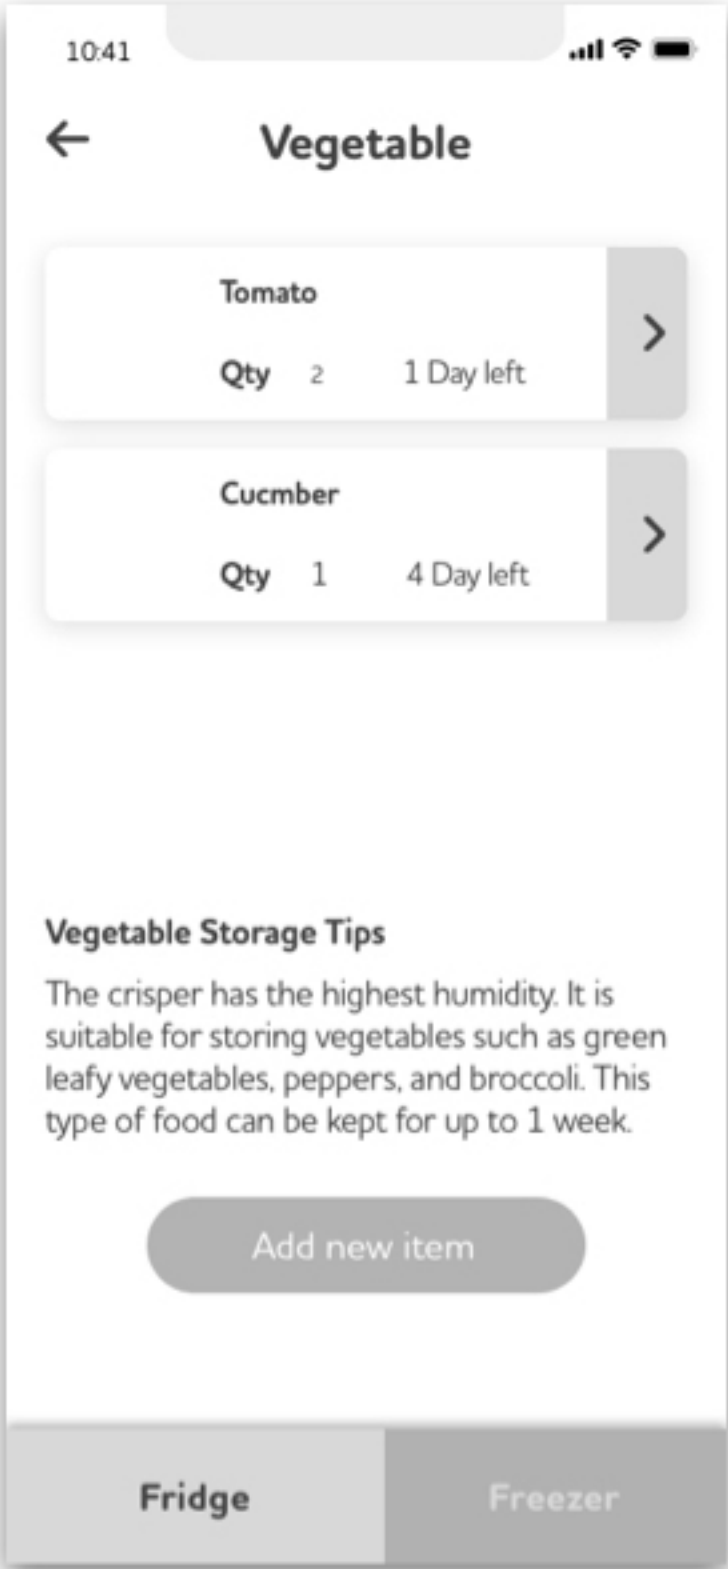 10:41
Vegetable
Tomato
Qty 2 1 Day left
Cucmber
Qty 1 4 Day left
Vegetable Storage Tips
The crisper has the highest humidity. It is
suitable for storing vegetables such as green
leafy vegetables, peppers, and broccoli. This
type of food can be kept for up to 1 week.
Add new item
Fridge Freezer